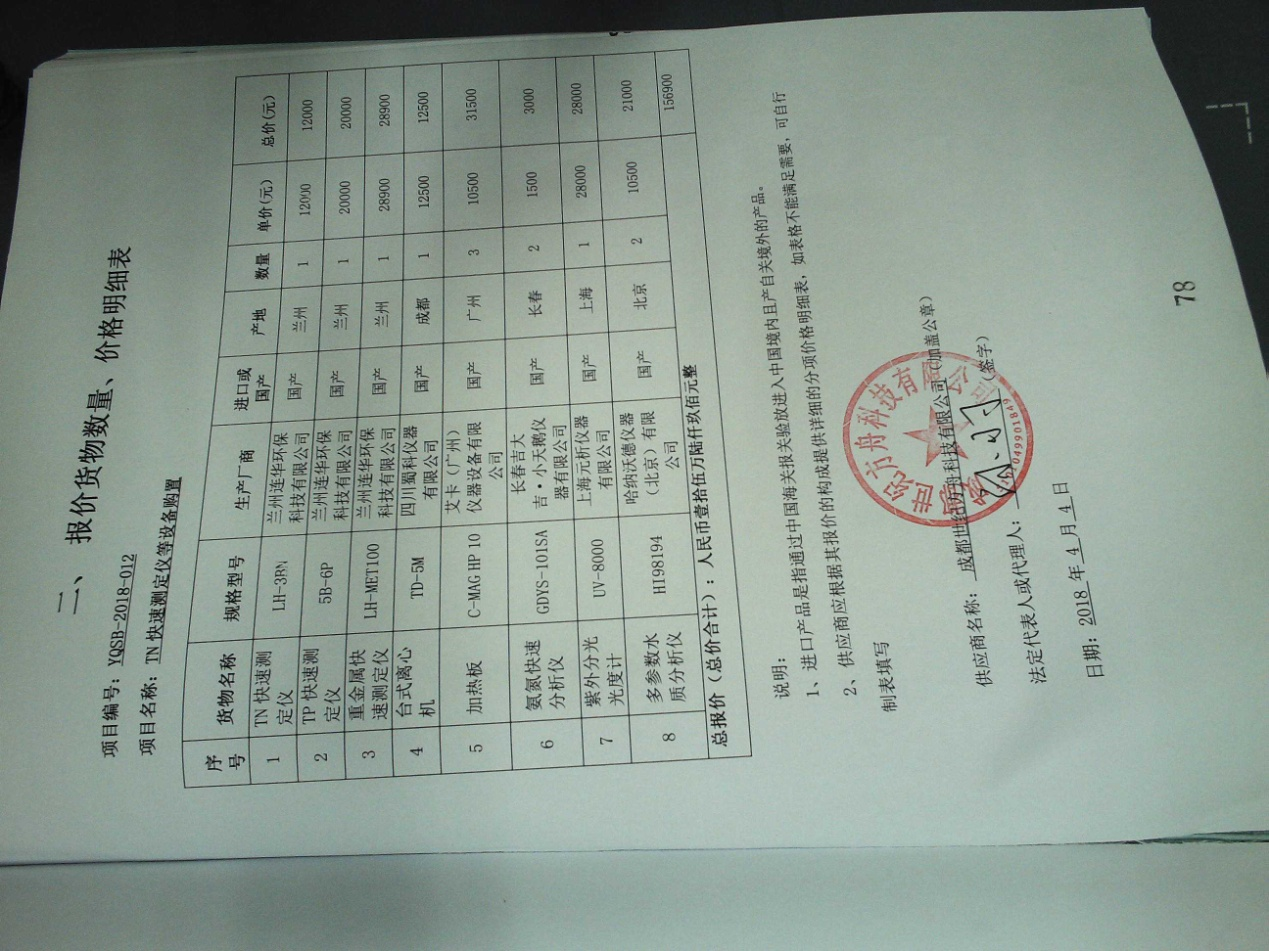 二、报价货物数量、价格明细表
项目编号：YQSB-2018-012
项目名称：TN 快速测定仪等设备购置
序号 货物名称 规格型号 生产厂商 进口或国产 产地 数量 单价(元) 总价(元)
1 TN 快速测定仪 LH-3BN 兰州连华环保科技有限公司 国产 兰州 1 12000 12000
2 TP 快速测定仪 5B-6P 兰州连华环保科技有限公司 国产 兰州 1 20000 20000
3 重金属快速测定仪 LH-MET100 兰州连华环保科技有限公司 国产 兰州 1 28900 28900
4 台式离心机 TD-5M 四川蜀科仪器有限公司 国产 成都 1 12500 12500
5 加热板 C-MAG HP 10 艾卡（广州）仪器设备有限公司 国产 广州 3 10500 31500
6 氨氮快速分析仪 GDYS-101SA 长春吉大吉·小天鹅仪器有限公司 国产 长春 2 1500 3000
7 紫外分光光度计 UV-8000 上海元析仪器有限公司 国产 上海 1 28000 28000
8 多参数水质分析仪 HI98194 哈纳沃德仪器（北京）有限公司 国产 北京 2 10500 21000
总报价（总价合计）：人民币壹拾伍万陆仟玖佰元整 156900
说明：
1、进口产品是指通过中国海关报关验放进入中国境内且产自关境外的产品。
2、供应商应根据其报价的构成提供详细的分项价格明细表，如表格不能满足需要，可自行
制表填写
供应商名称：成都世纪方舟科技有限公司（加盖公章）
法定代表人或代理人：（签字）
日期：2018 年 4 月 4 日
78